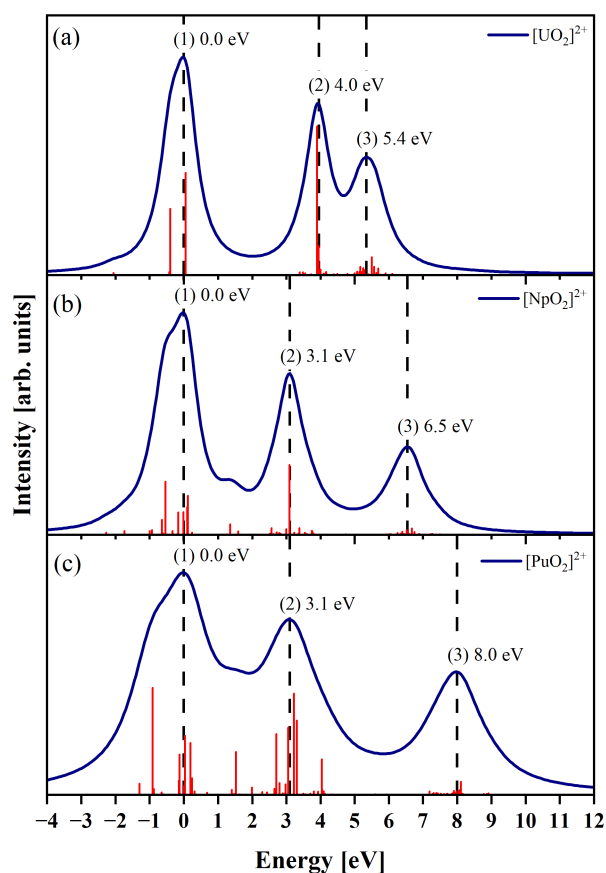 (a)
(1) 0.0 eV
[UO₂]²⁺
(2) 4.0 eV
(3) 5.4 eV
(b)
(1) 0.0 eV
[NpO₂]²⁺
(2) 3.1 eV
(3) 6.5 eV
(c)
(1) 0.0 eV
[PuO₂]²⁺
(2) 3.1 eV
(3) 8.0 eV
Intensity [arb. units]
−4 −3 −2 −1 0 1 2 3 4 5 6 7 8 9 10 11 12
Energy [eV]